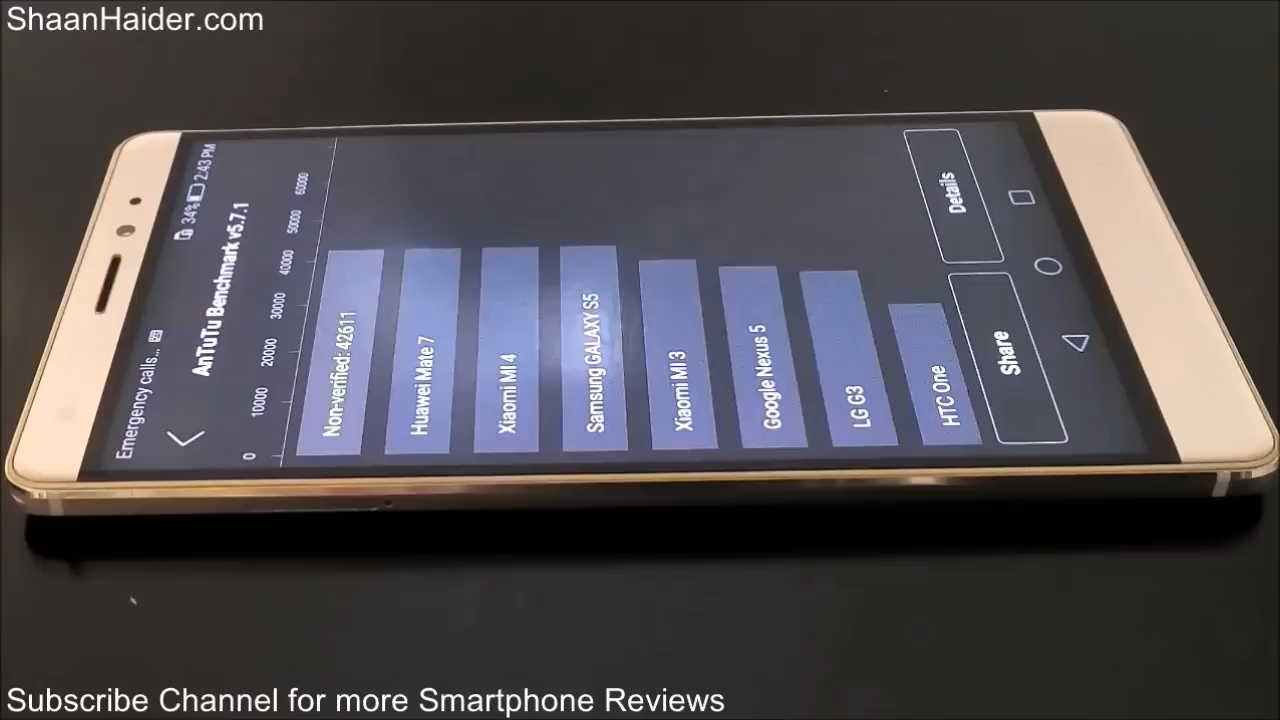 ShaanHaider.com
Emergency calls...
34% 2:43 PM
AnTuTu Benchmark v5.7.1
0 10000 20000 30000 40000 50000 60000
Non-verified: 42611
Huawei Mate 7
Xiaomi MI 4
Samsung GALAXY S5
Xiaomi MI 3
Google Nexus 5
LG G3
HTC One
Share
Details
Subscribe Channel for more Smartphone Reviews